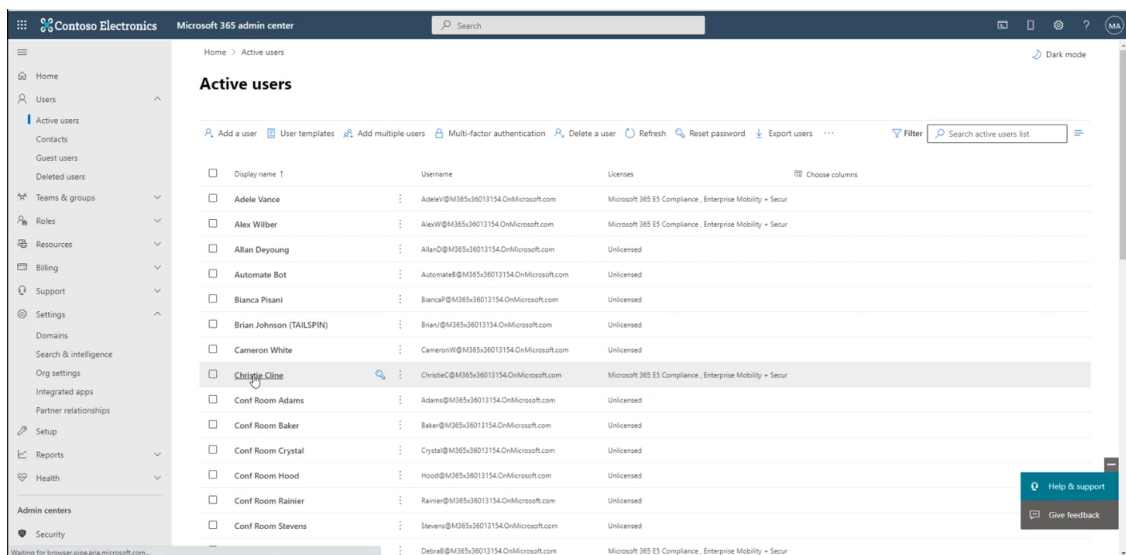 Contoso Electronics Microsoft 365 admin center Search ? MA
Home > Active users Dark mode
Active users
Home
Users
Active users
Contacts
Guest users
Deleted users
Teams & groups
Roles
Resources
Billing
Support
Settings
Domains
Search & intelligence
Org settings
Integrated apps
Partner relationships
Setup
Reports
Health
Admin centers
Security
Add a user User templates Add multiple users Multi-factor authentication Delete a user Refresh Reset password Export users ... Filter Search active users list
Display name ↑ Username Licenses Choose columns
Adele Vance AdeleV@M365x36013154.OnMicrosoft.com Microsoft 365 E5 Compliance , Enterprise Mobility + Secur
Alex Wilber AlexW@M365x36013154.OnMicrosoft.com Microsoft 365 E5 Compliance , Enterprise Mobility + Secur
Allan Deyoung AllanD@M365x36013154.OnMicrosoft.com Unlicensed
Automate Bot AutomateB@M365x36013154.OnMicrosoft.com Unlicensed
Bianca Pisani BiancaP@M365x36013154.OnMicrosoft.com Unlicensed
Brian Johnson (TAILSPIN) BrianJ@M365x36013154.OnMicrosoft.com Unlicensed
Cameron White CameronW@M365x36013154.OnMicrosoft.com Unlicensed
Christie Cline ChristieC@M365x36013154.OnMicrosoft.com Microsoft 365 E5 Compliance , Enterprise Mobility + Secur
Conf Room Adams Adams@M365x36013154.OnMicrosoft.com Unlicensed
Conf Room Baker Baker@M365x36013154.OnMicrosoft.com Unlicensed
Conf Room Crystal Crystal@M365x36013154.OnMicrosoft.com Unlicensed
Conf Room Hood Hood@M365x36013154.OnMicrosoft.com Unlicensed
Conf Room Rainier Rainier@M365x36013154.OnMicrosoft.com Unlicensed
Conf Room Stevens Stevens@M365x36013154.OnMicrosoft.com Unlicensed
DebraB@M365x36013154.OnMicrosoft.com Microsoft 365 E5 Compliance , Enterprise Mobility + Secur
Help & support
Give feedback
Waiting for browser.pipe.aria.microsoft.com...